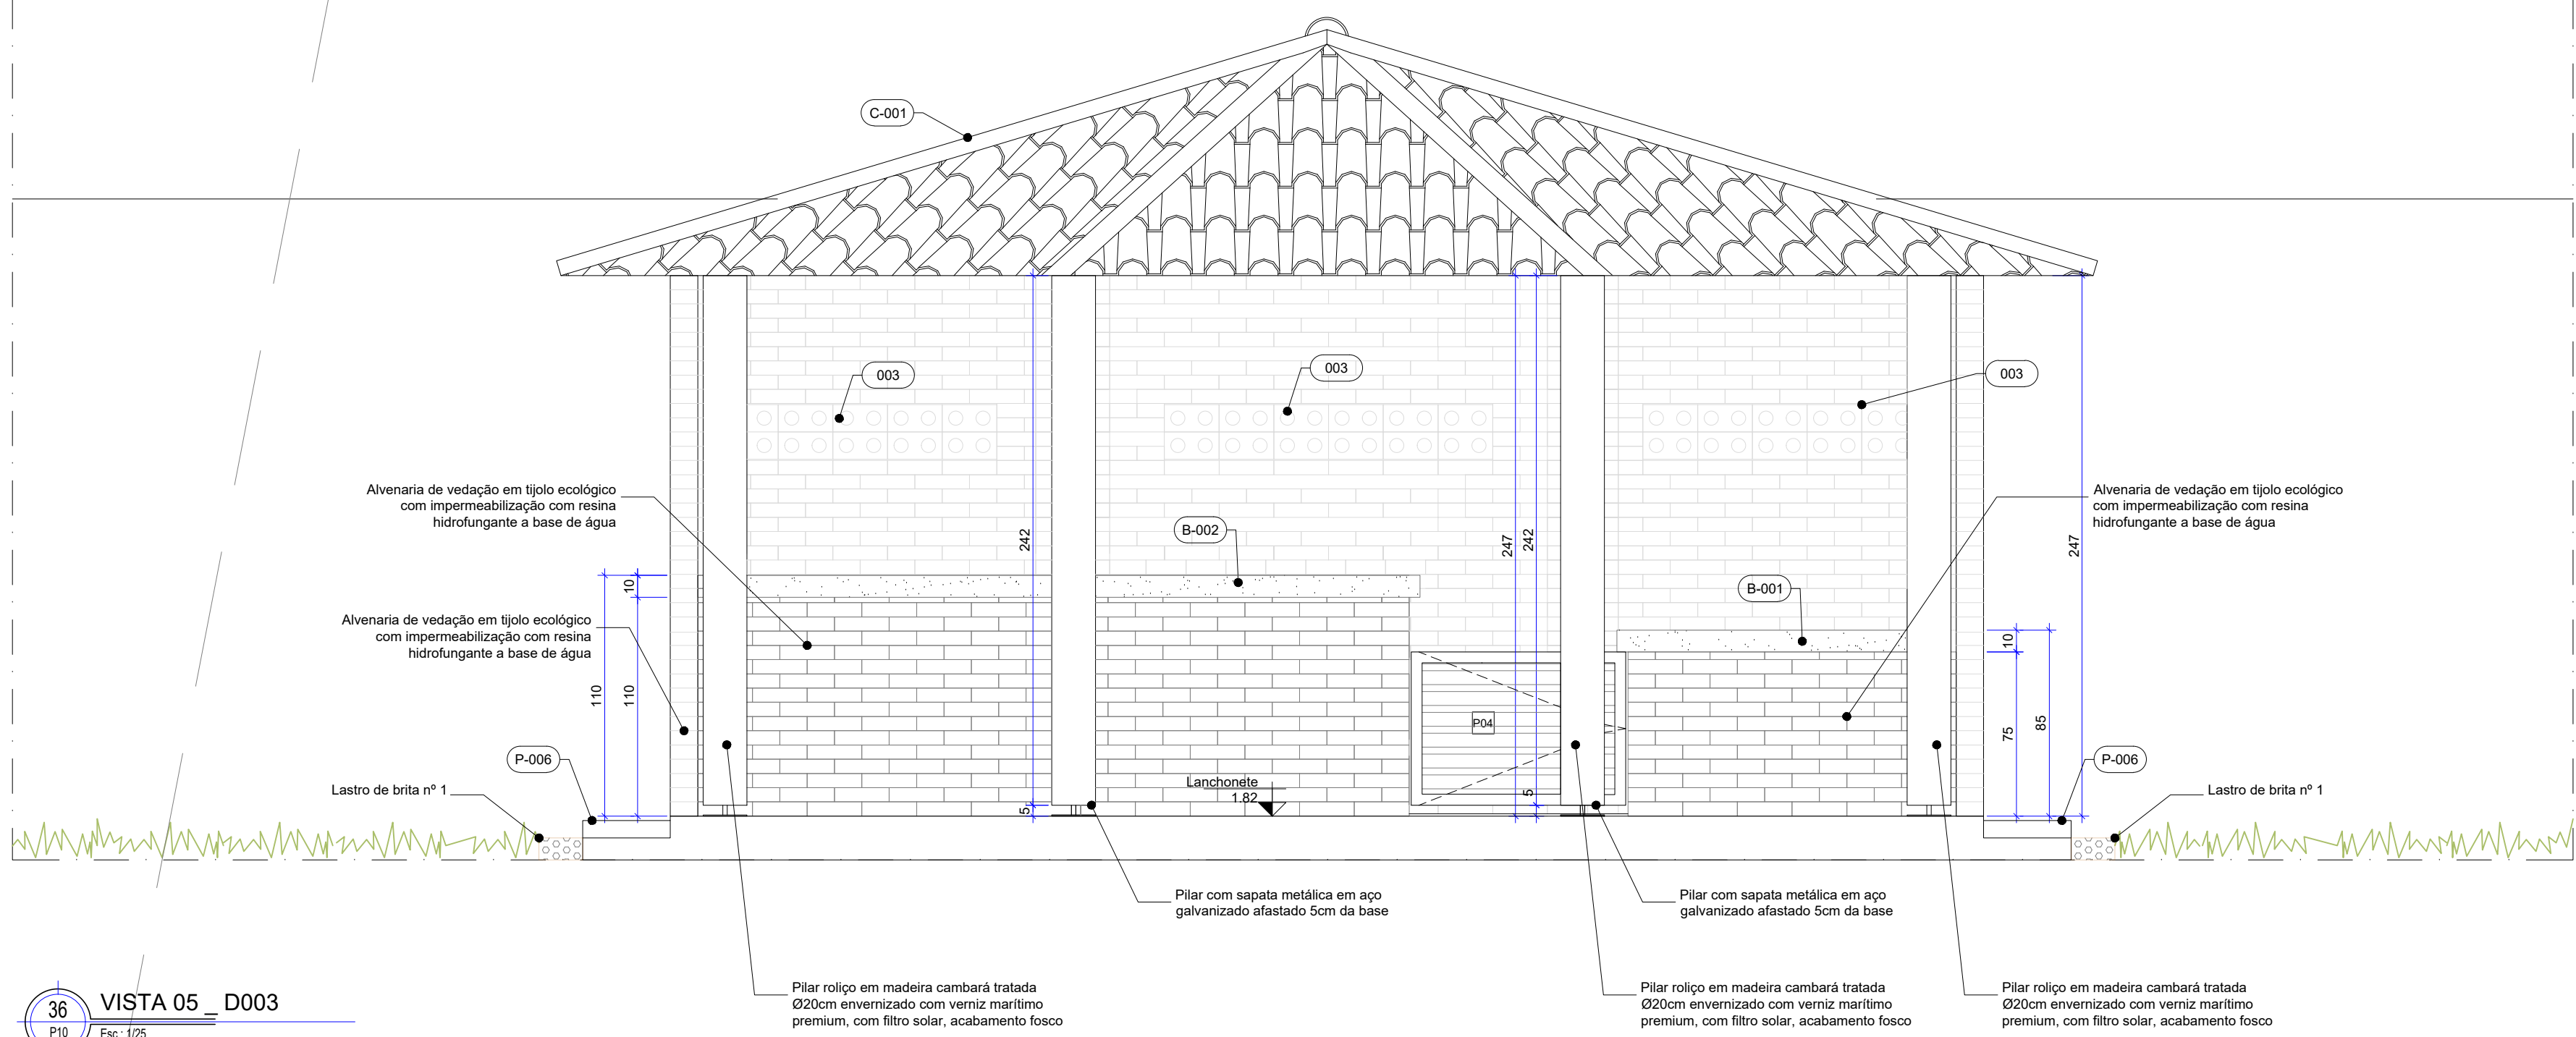 C-001
003
003
003
Alvenaria de vedação em tijolo ecológico
com impermeabilização com resina
hidrofungante a base de água
Alvenaria de vedação em tijolo ecológico
com impermeabilização com resina
hidrofungante a base de água
B-002
242
247
242
247
10
B-001
Alvenaria de vedação em tijolo ecológico
com impermeabilização com resina
hidrofungante a base de água
10
110
110
75
85
P04
P-006
P-006
Lanchonete
1.82
Lastro de brita nº 1
Lastro de brita nº 1
5
5
Pilar com sapata metálica em aço
galvanizado afastado 5cm da base
Pilar com sapata metálica em aço
galvanizado afastado 5cm da base
Pilar roliço em madeira cambará tratada
Ø20cm envernizado com verniz marítimo
premium, com filtro solar, acabamento fosco
Pilar roliço em madeira cambará tratada
Ø20cm envernizado com verniz marítimo
premium, com filtro solar, acabamento fosco
Pilar roliço em madeira cambará tratada
Ø20cm envernizado com verniz marítimo
premium, com filtro solar, acabamento fosco
36
P10
VISTA 05 _ D003
Esc.: 1/25